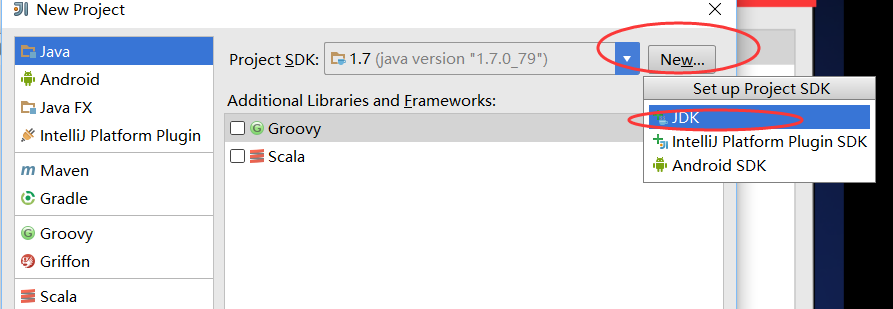 New Project
Java
Android
Java FX
IntelliJ Platform Plugin
Maven
Gradle
Groovy
Griffon
Scala
Project SDK: 1.7 (java version "1.7.0_79") New...
Additional Libraries and Frameworks:
Groovy
Scala
Set up Project SDK
JDK
IntelliJ Platform Plugin SDK
Android SDK